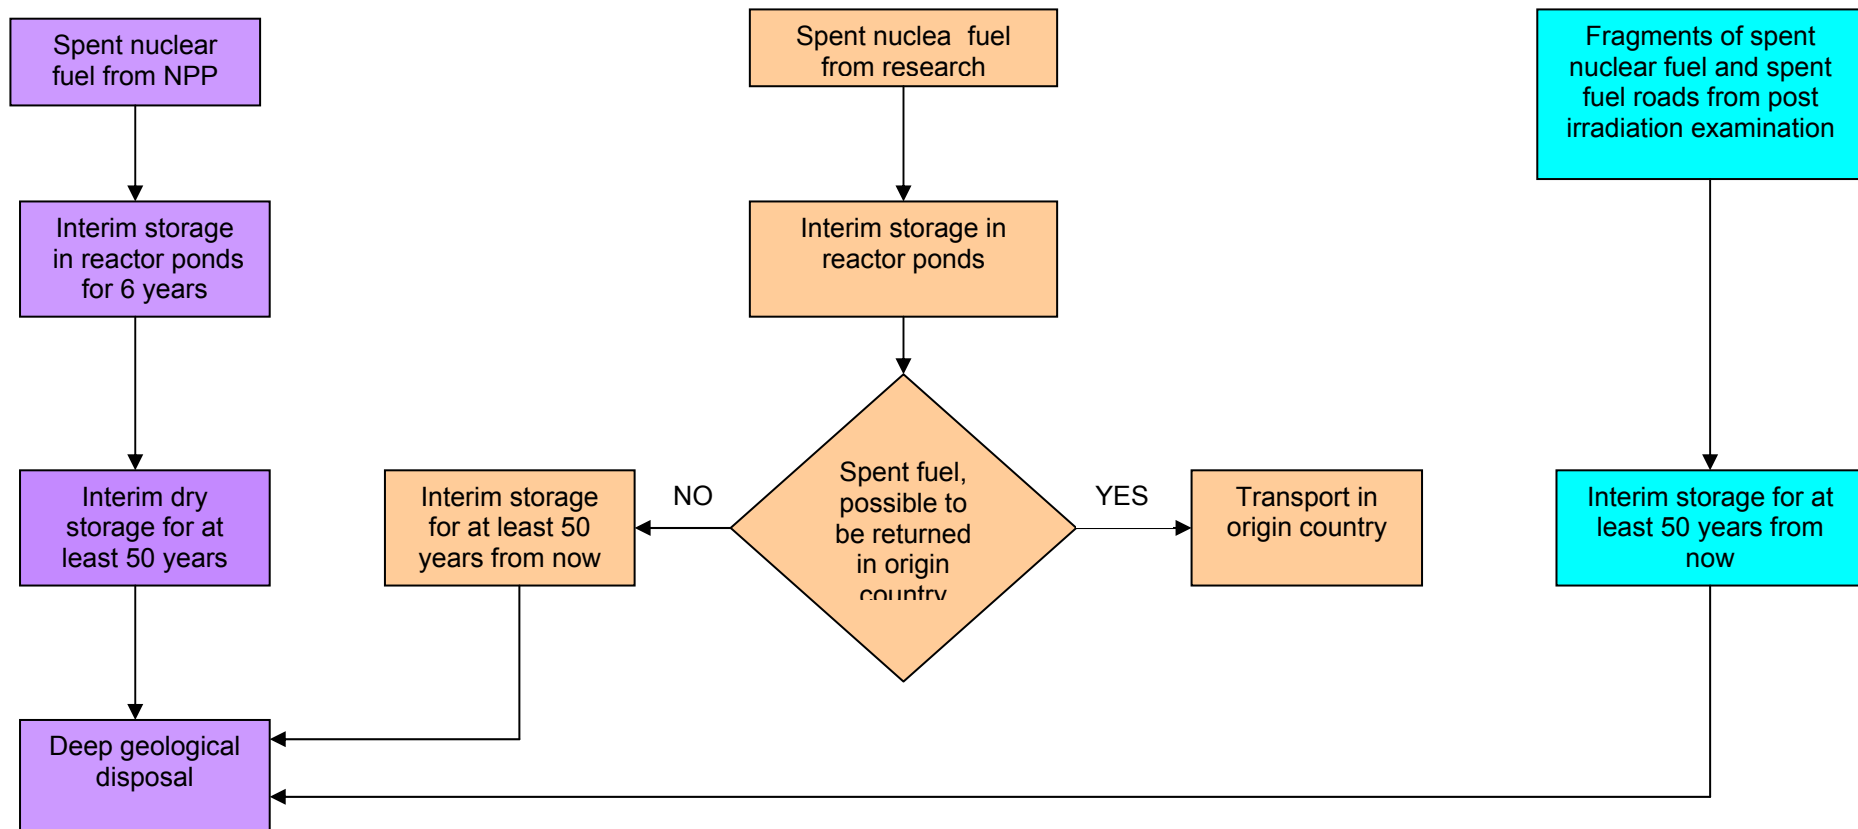 Spent nuclear
fuel from NPP
Spent nuclea fuel
from research
Fragments of spent
nuclear fuel and spent
fuel roads from post
irradiation examination
Interim storage
in reactor ponds
for 6 years
Interim storage in
reactor ponds
Interim dry
storage for at
least 50 years
Interim storage
for at least 50
years from now
NO
Spent fuel,
possible to
be returned
in origin
country
YES
Transport in
origin country
Interim storage for at
least 50 years from
now
Deep geological
disposal